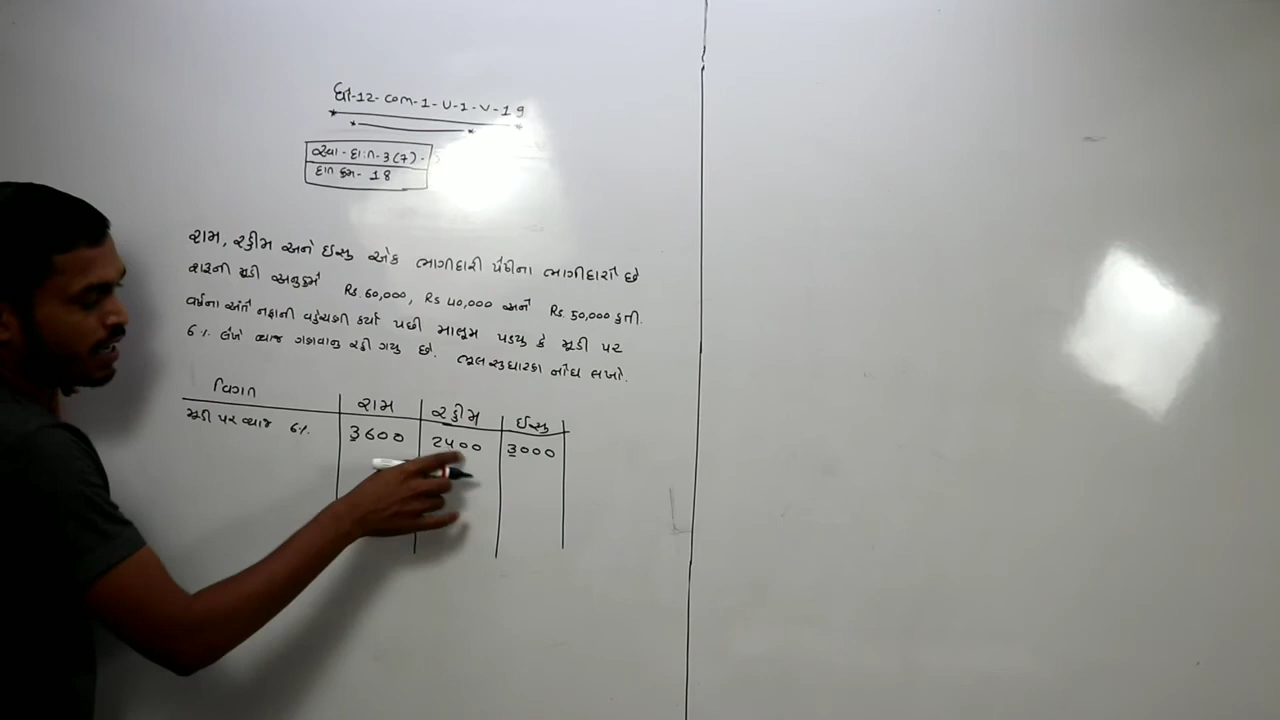 ધો-12-com-1-U-1-V-19
સ્વા-દાખ-3(7)-5
દાખ ક્રમ- 18
રામ, રહીમ અને ઈસુ એક ભાગીદારી પેઢીના ભાગીદારો છે
શરૂની મૂડી અનુક્રમે Rs.60,000, Rs 40,000 અને Rs.50,000 હતી.
વર્ષના અંતે નફાની વહેંચણી કર્યા પછી માલૂમ પડ્યુ કે મૂડી પર
6% લેખે વ્યાજ ગણવાનુ રહી ગયુ છે. ભૂલસુધારણા નોંધ લખો.
વિગત રામ રહીમ ઈસુ
મૂડી પર વ્યાજ 6%. 3600 2400 3000